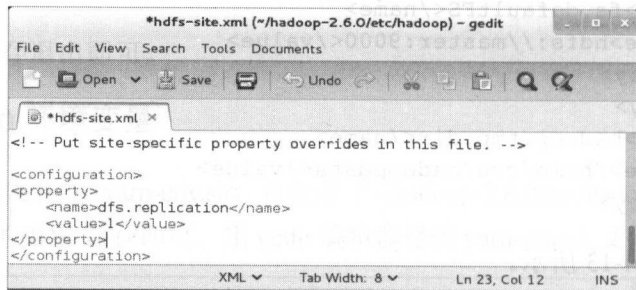 *hdfs-site.xml (~/hadoop-2.6.0/etc/hadoop) – gedit
File Edit View Search Tools Documents
Open Save Undo
*hdfs-site.xml ×
<!-- Put site-specific property overrides in this file. -->
<configuration>
<property>
<name>dfs.replication</name>
<value>1</value>
</property>
</configuration>
XML Tab Width: 8 Ln 23, Col 12 INS